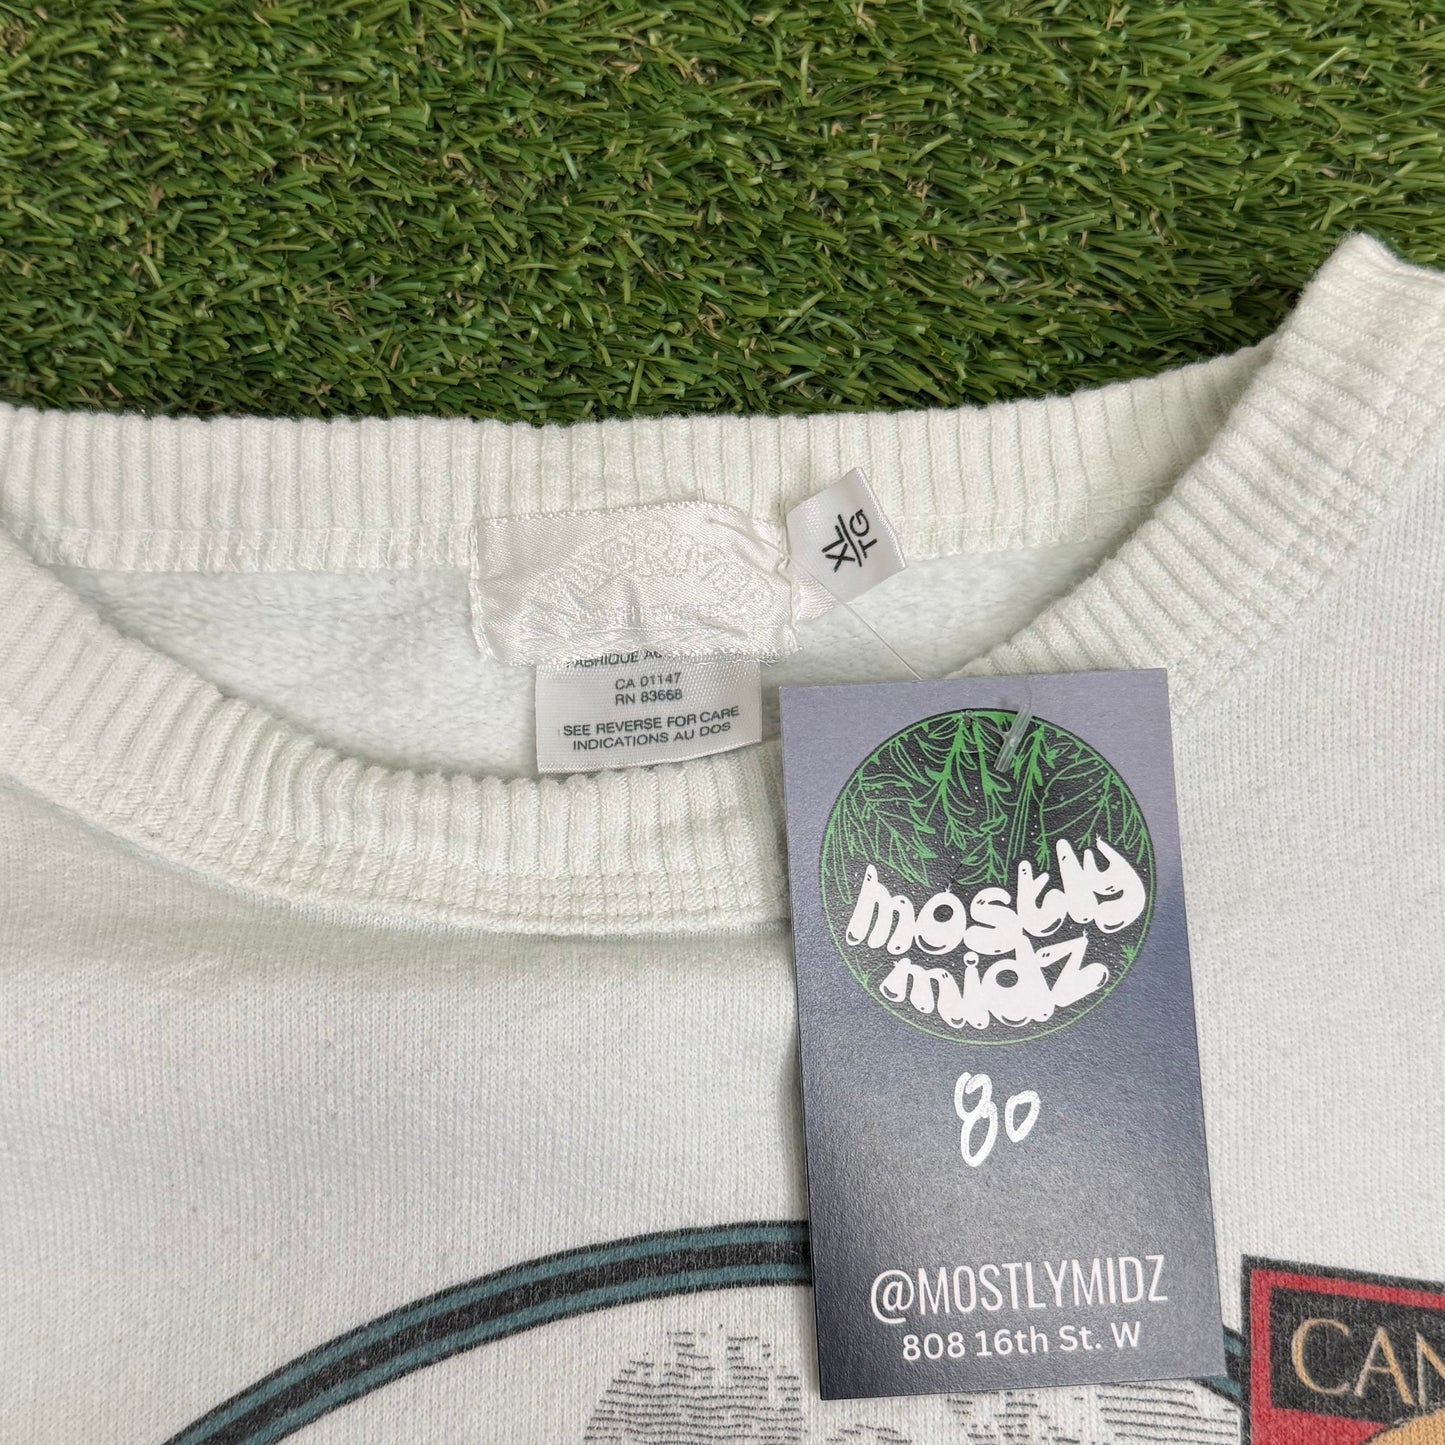 XL
TG
FABRIQUE AU
CA 01147
RN 83668
SEE REVERSE FOR CARE
INDICATIONS AU DOS
mostly
midz
80
@MOSTLYMIDZ
808 16th St. W
CAN